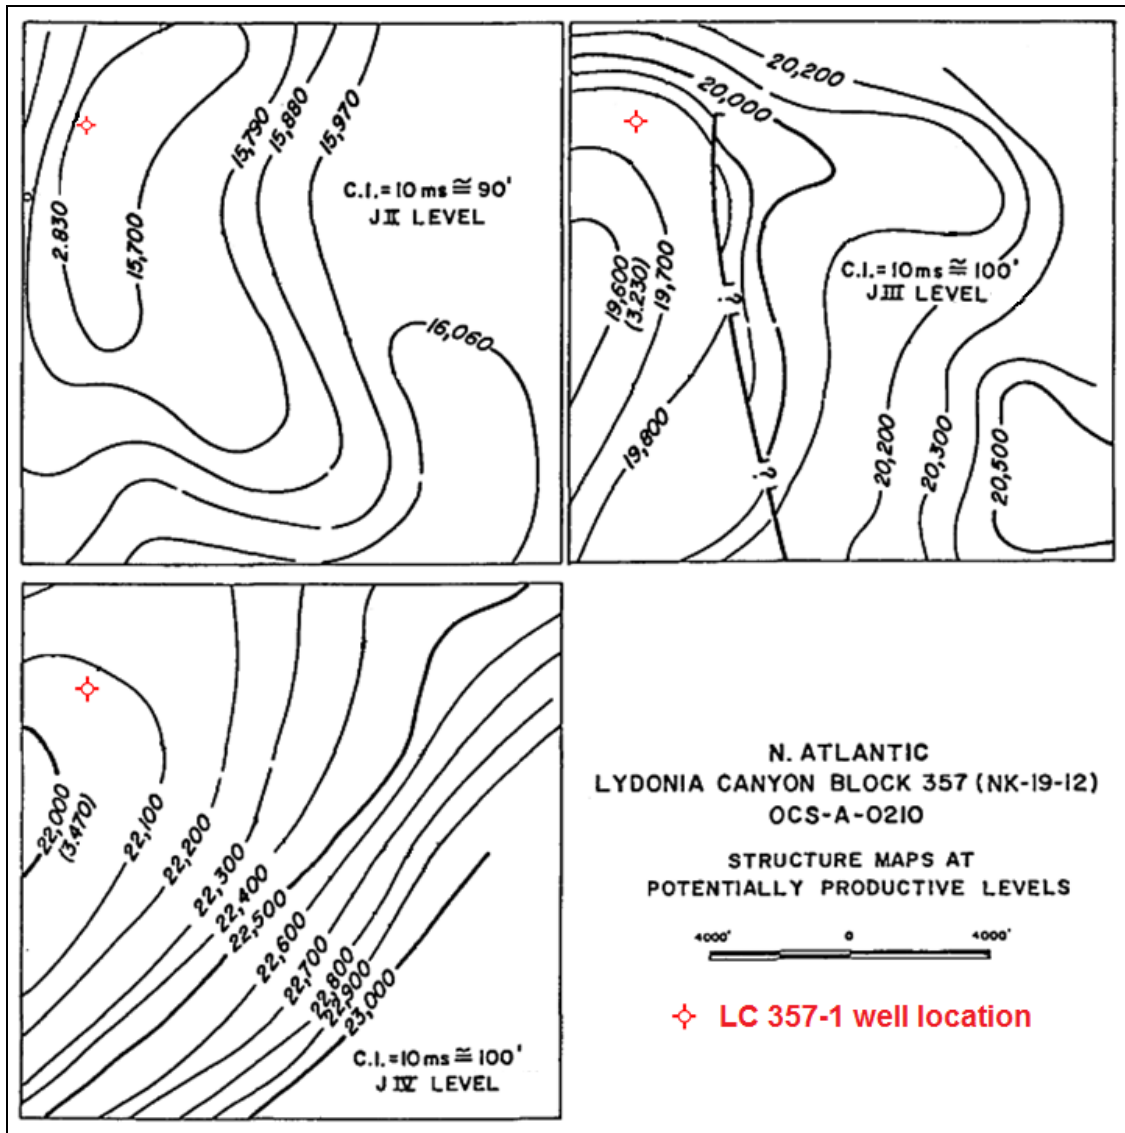 15,790
15,880
15,970
C.I.= 10 ms ≅ 90'
J II LEVEL
2.830
15,700
16,060
20,200
20,000
C.I.= 10 ms ≅ 100'
J III LEVEL
19,600
(3.230)
19,700
?
19,800
?
20,200
20,300
20,500
22,000
(3.470)
22,100
22,200
22,300
22,400
22,500
22,600
22,700
22,800
22,900
23,000
C.I.= 10 ms ≅ 100'
J IV LEVEL
N. ATLANTIC
LYDONIA CANYON BLOCK 357 (NK-19-12)
OCS-A-0210
STRUCTURE MAPS AT
POTENTIALLY PRODUCTIVE LEVELS
4000' 0 4000'
LC 357-1 well location